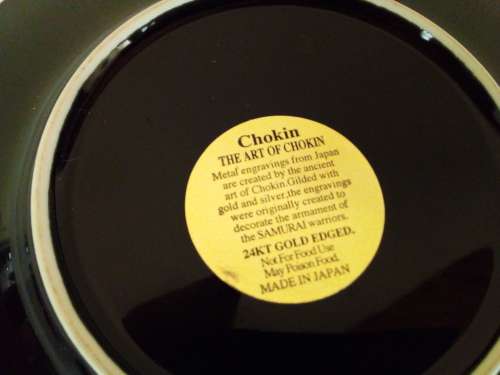 Chokin
THE ART OF CHOKIN
Metal engravings from Japan
are created by the ancient
art of Chokin.Gilded with
gold and silver,the engravings
were originally created to
decorate the armament of
the SAMURAI warriors.
24KT GOLD EDGED.
Not For Food Use
May Poison Food.
MADE IN JAPAN